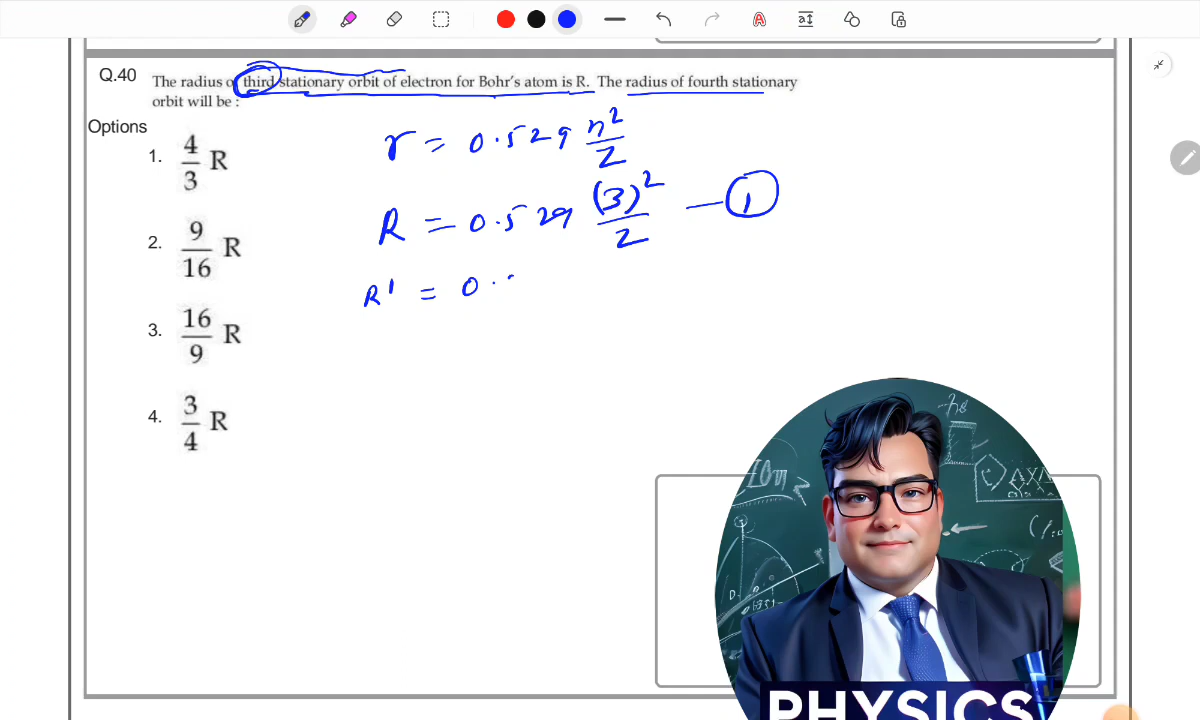 Q.40 The radius of third stationary orbit of electron for Bohr's atom is R. The radius of fourth stationary
orbit will be :
Options
1. 4/3 R
2. 9/16 R
3. 16/9 R
4. 3/4 R
r = 0.529 n²/Z
R = 0.529 (3)²/Z — 1
R' = 0.
PHYSICS